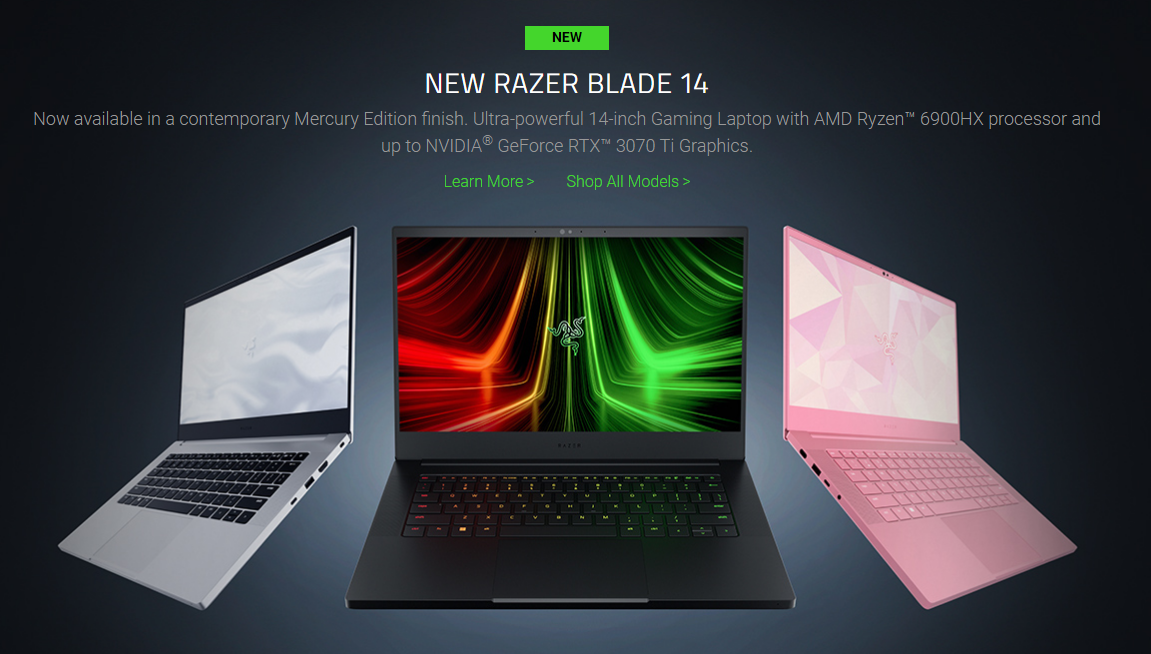 NEW
NEW RAZER BLADE 14
Now available in a contemporary Mercury Edition finish. Ultra-powerful 14-inch Gaming Laptop with AMD Ryzen™ 6900HX processor and
up to NVIDIA® GeForce RTX™ 3070 Ti Graphics.
Learn More > Shop All Models >
RAZER